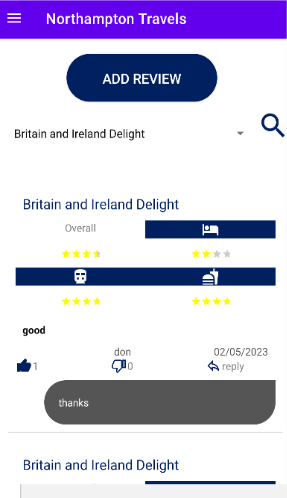 Northampton Travels
ADD REVIEW
Britain and Ireland Delight
Britain and Ireland Delight
Overall
good
don 02/05/2023
1 0 reply
thanks
Britain and Ireland Delight